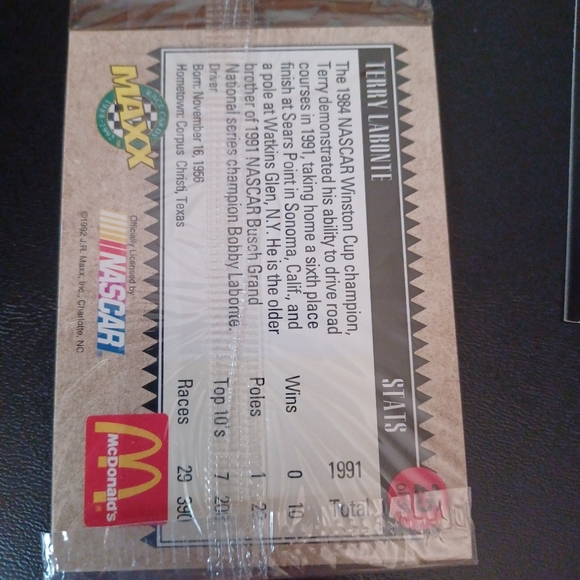 TERRY LABONTE
The 1984 NASCAR Winston Cup champion,
Terry demonstrated his ability to drive road
courses in 1991, taking home a sixth place
finish at Sears Point in Sonoma, Calif., and
a pole at Watkins Glen, N.Y. He is the older
brother of 1991 NASCAR Busch Grand
National series champion Bobby Labonte.
Driver
Born: November 16, 1956
Hometown: Corpus Christi, Texas
STATS
1991 Total
Wins 0 10
Poles 1
Top 10's 7
Races 29 390
MAXX
Officially Licensed by
NASCAR
©1992 J.R. Maxx, Inc., Charlotte, NC
McDonald's